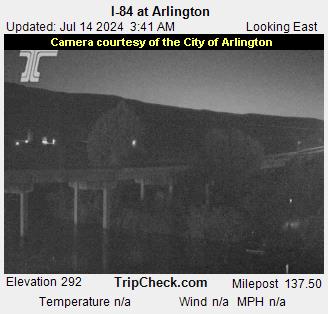 I-84 at Arlington
Updated: Jul 14 2024 3:41 AM Looking East
Camera courtesy of the City of Arlington
Elevation 292 TripCheck.com Milepost 137.50
Temperature n/a Wind n/a MPH n/a